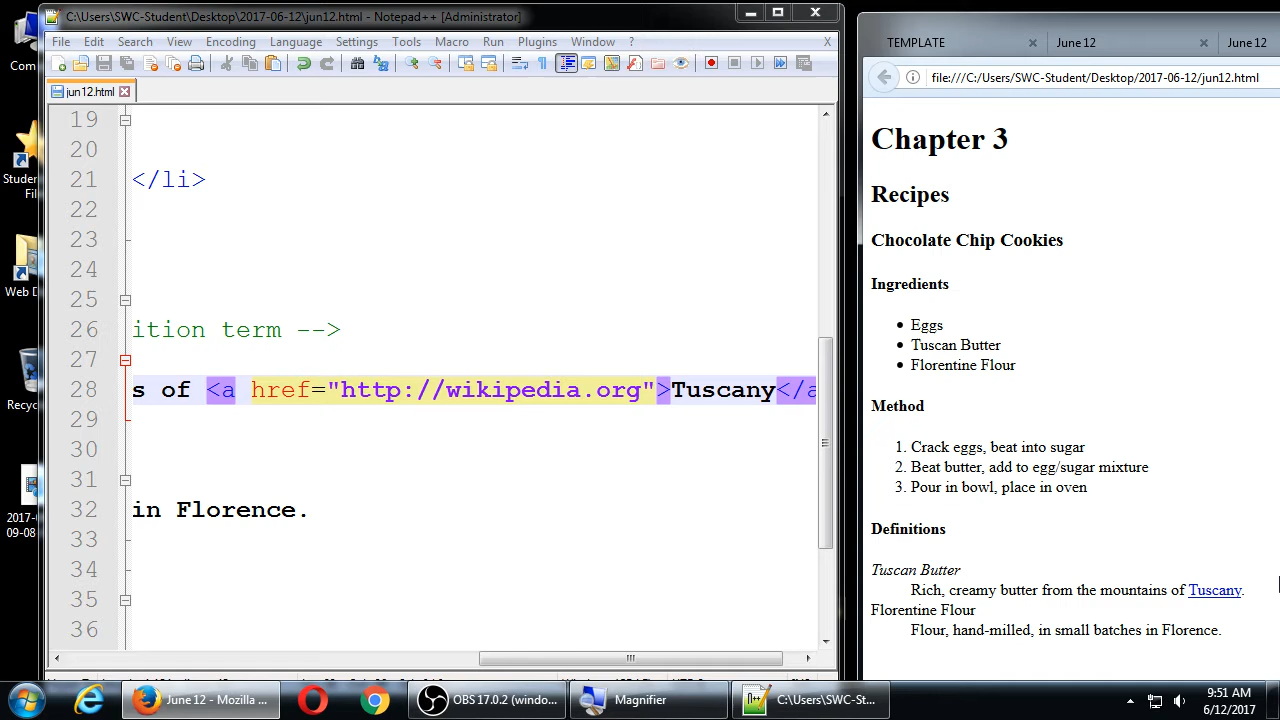 C:\Users\SWC-Student\Desktop\2017-06-12\jun12.html - Notepad++ [Administrator]
File Edit Search View Encoding Language Settings Tools Macro Run Plugins Window ? X
jun12.html
19
20
21 </li>
22
23
24
25
26 ition term -->
27
28 s of <a href="http://wikipedia.org">Tuscany</a
29
30
31
32 in Florence.
33
34
35
36
Com
Studen
Fil
Web D
Recyc
2017-
09-08
TEMPLATE
June 12
June 12
file:///C:/Users/SWC-Student/Desktop/2017-06-12/jun12.html
Chapter 3
Recipes
Chocolate Chip Cookies
Ingredients
• Eggs
• Tuscan Butter
• Florentine Flour
Method
1. Crack eggs, beat into sugar
2. Beat butter, add to egg/sugar mixture
3. Pour in bowl, place in oven
Definitions
Tuscan Butter
Rich, creamy butter from the mountains of Tuscany.
Florentine Flour
Flour, hand-milled, in small batches in Florence.
June 12 - Mozilla ...
OBS 17.0.2 (windo...
Magnifier
C:\Users\SWC-St...
9:51 AM
6/12/2017